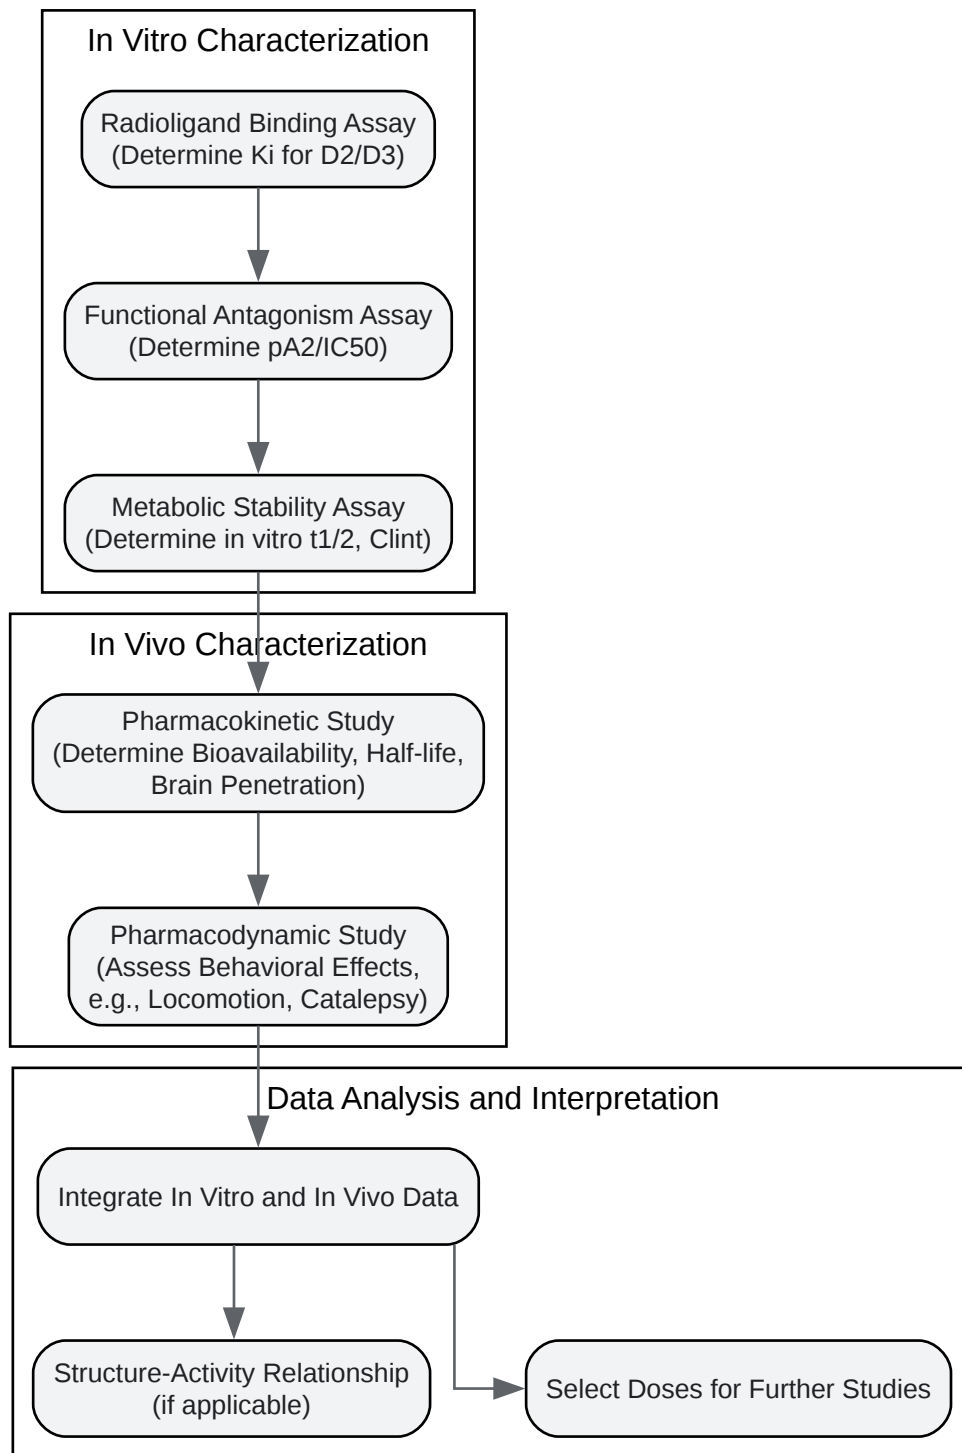 In Vitro Characterization
Radioligand Binding Assay
(Determine Ki for D2/D3)
Functional Antagonism Assay
(Determine pA2/IC50)
Metabolic Stability Assay
(Determine in vitro t1/2, Clint)
In Vivo Characterization
Pharmacokinetic Study
(Determine Bioavailability, Half-life,
Brain Penetration)
Pharmacodynamic Study
(Assess Behavioral Effects,
e.g., Locomotion, Catalepsy)
Data Analysis and Interpretation
Integrate In Vitro and In Vivo Data
Structure-Activity Relationship
(if applicable)
Select Doses for Further Studies